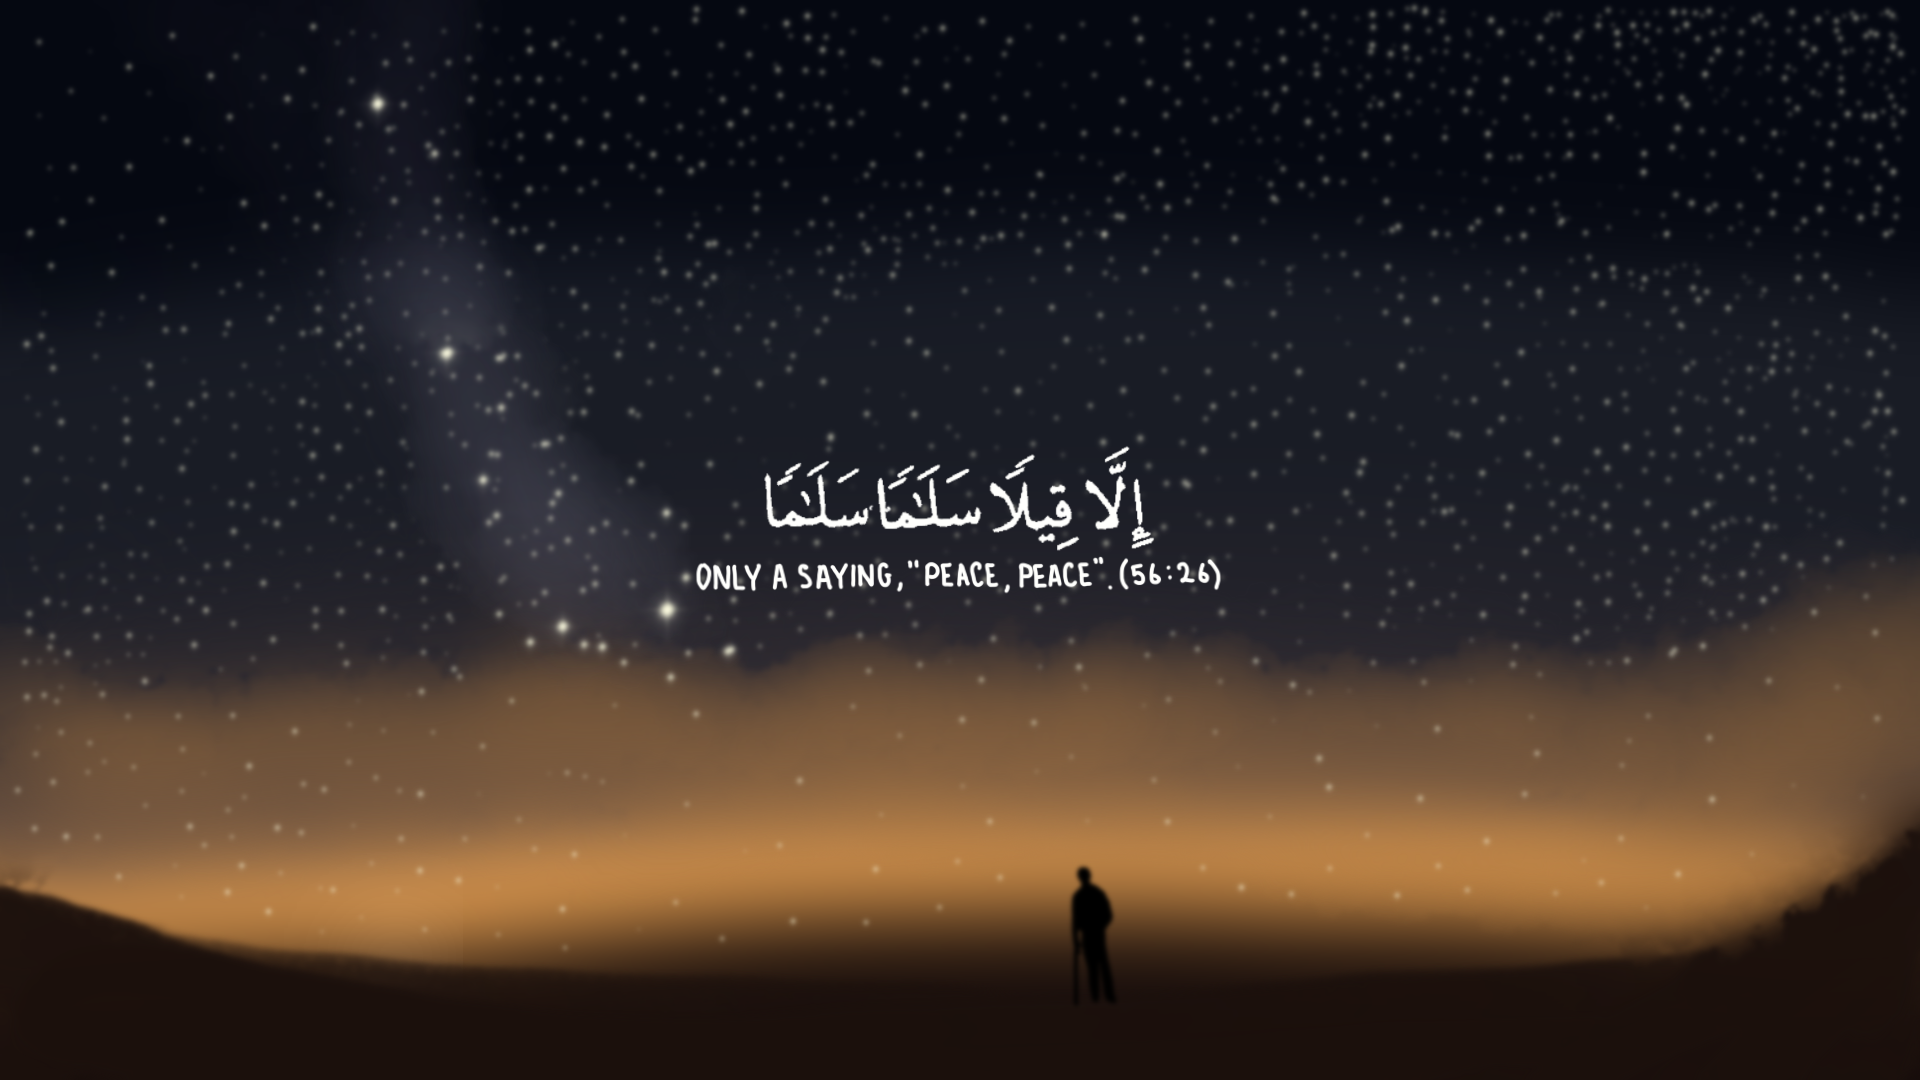 إِلَّا قِيلًا سَلَٰمًا سَلَٰمًا
ONLY A SAYING, "PEACE, PEACE". (56:26)